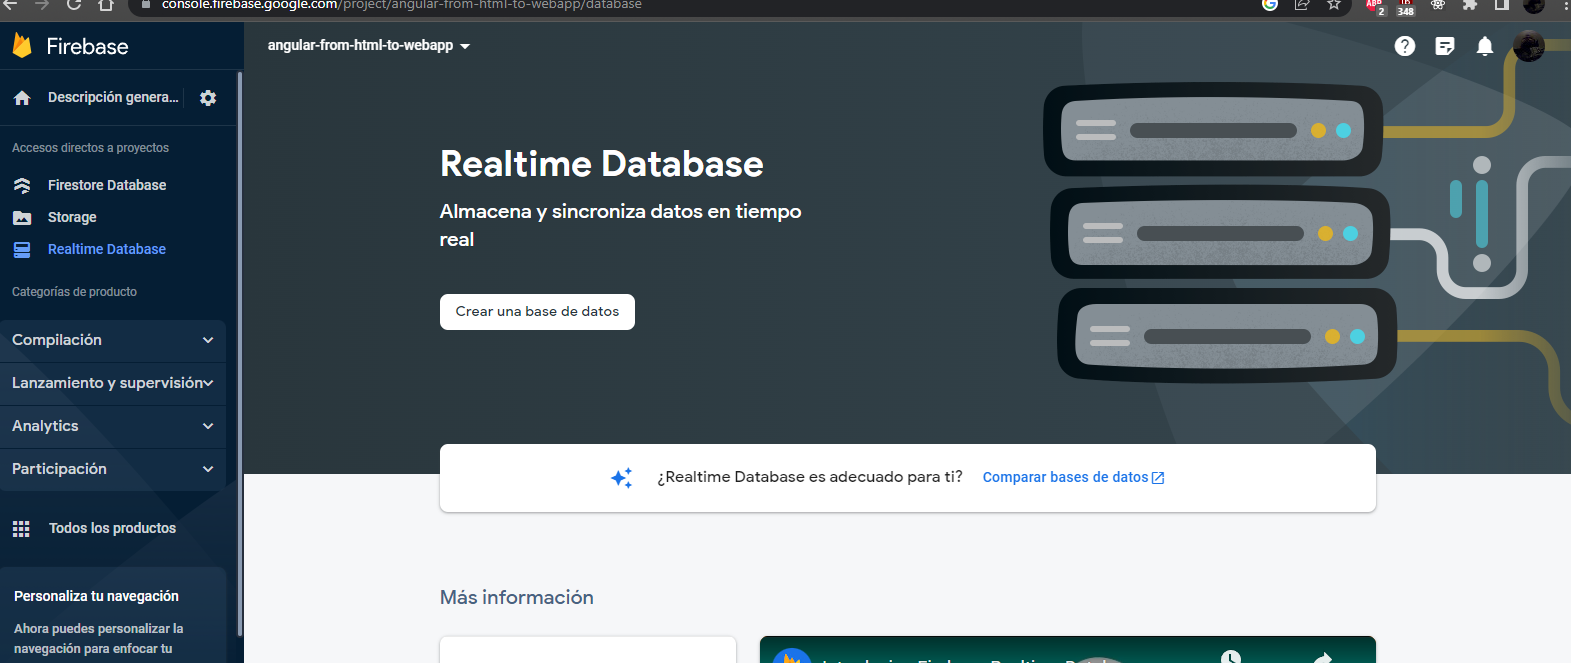 console.firebase.google.com/project/angular-from-html-to-webapp/database
2
348
Firebase
angular-from-html-to-webapp
Descripción genera...
Accesos directos a proyectos
Firestore Database
Storage
Realtime Database
Categorías de producto
Compilación
Lanzamiento y supervisión
Analytics
Participación
Todos los productos
Personaliza tu navegación
Ahora puedes personalizar la
navegación para enfocar tu
Realtime Database
Almacena y sincroniza datos en tiempo
real
Crear una base de datos
¿Realtime Database es adecuado para ti?
Comparar bases de datos
Más información